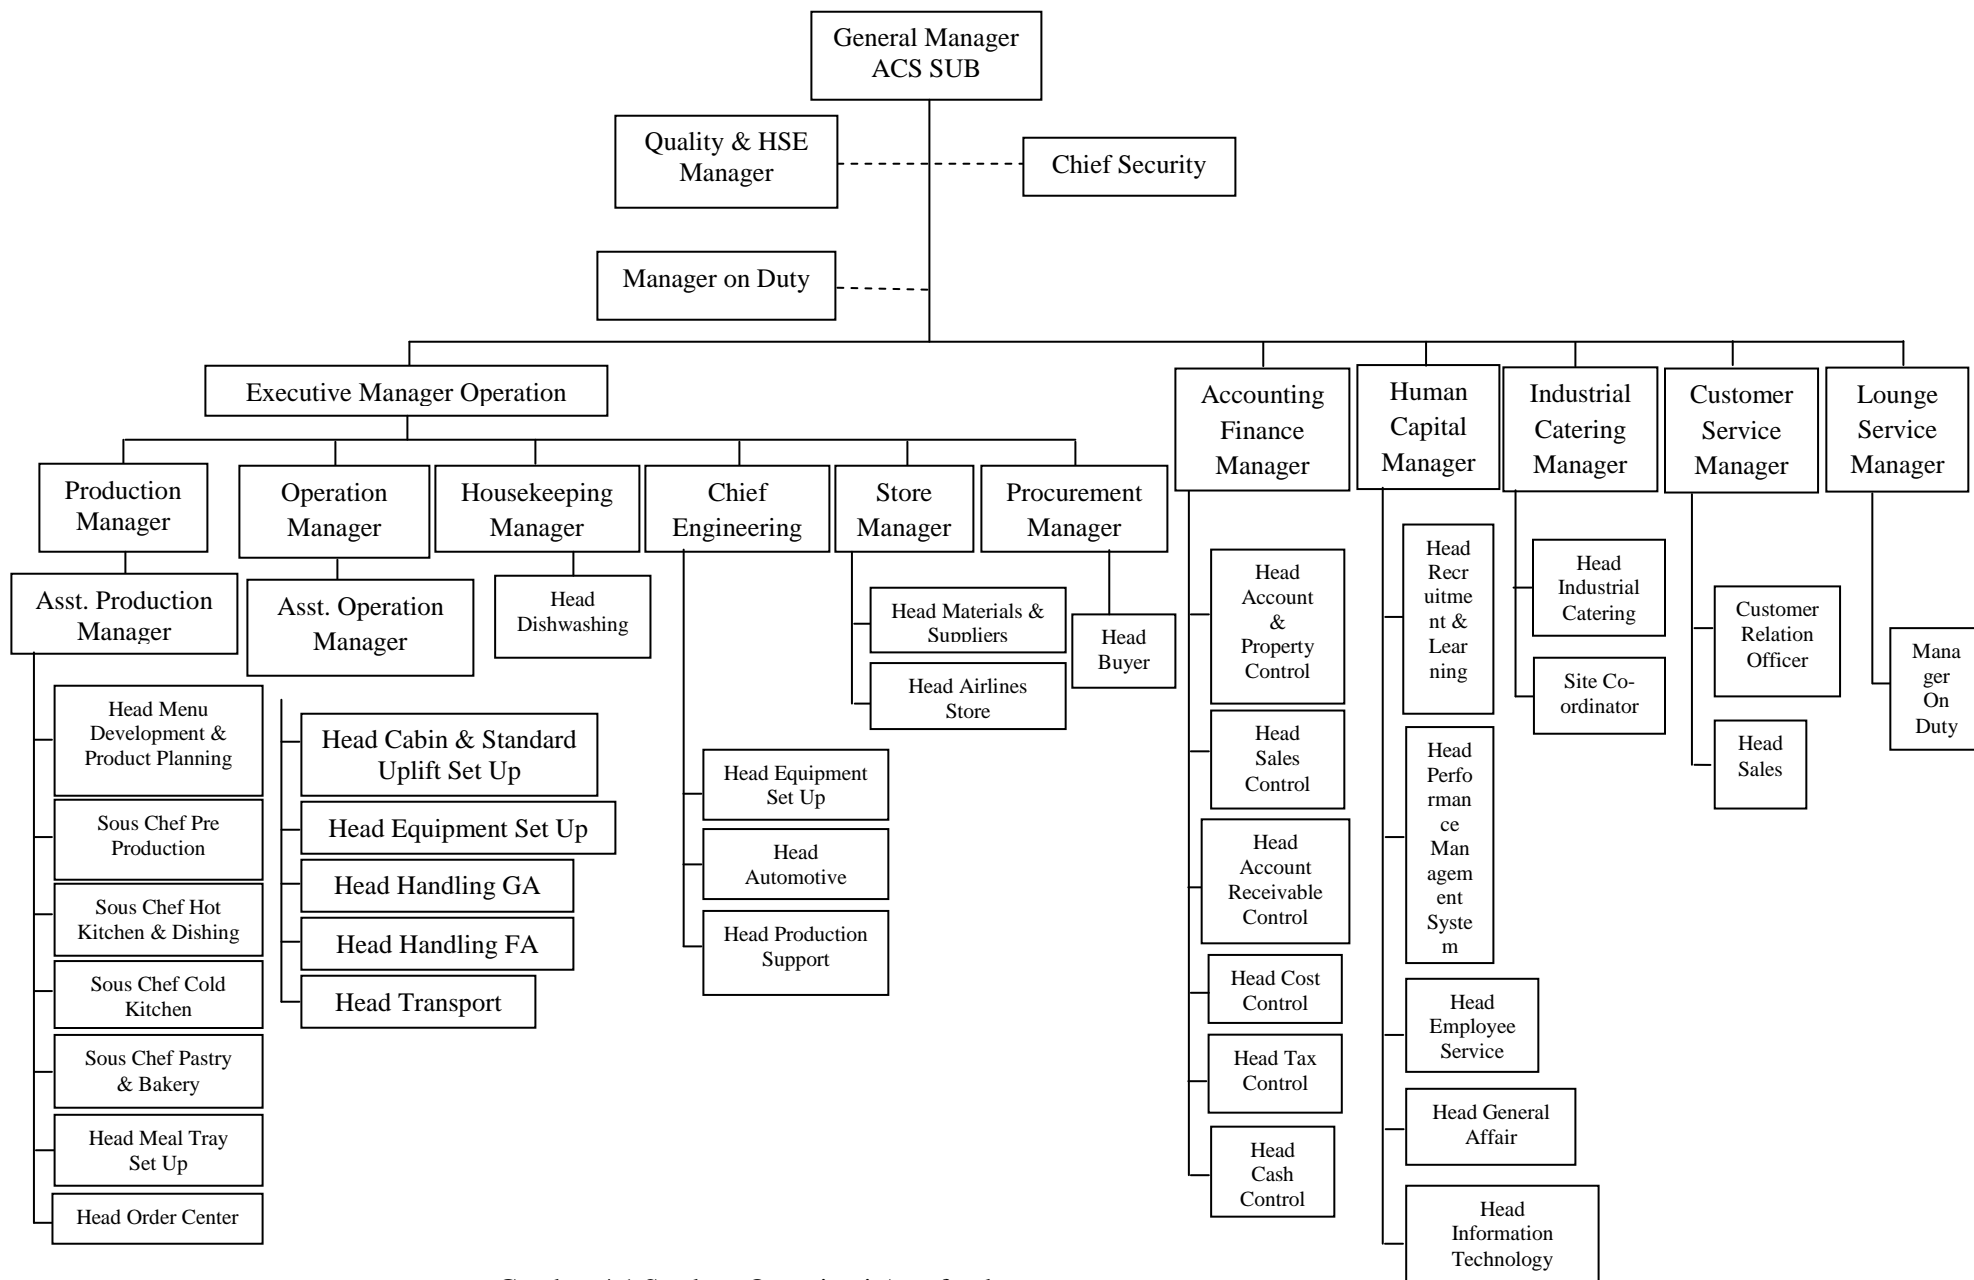 General Manager
ACS SUB
Quality & HSE
Manager
Chief Security
Manager on Duty
Executive Manager Operation
Accounting
Finance
Manager
Human
Capital
Manager
Industrial
Catering
Manager
Customer
Service
Manager
Lounge
Service
Manager
Production
Manager
Operation
Manager
Housekeeping
Manager
Chief
Engineering
Store
Manager
Procurement
Manager
Asst. Production
Manager
Asst. Operation
Manager
Head
Dishwashing
Head Materials &
Suppliers
Head Airlines
Store
Head
Buyer
Head Menu
Development &
Product Planning
Sous Chef Pre
Production
Sous Chef Hot
Kitchen & Dishing
Sous Chef Cold
Kitchen
Sous Chef Pastry
& Bakery
Head Meal Tray
Set Up
Head Order Center
Head Cabin & Standard
Uplift Set Up
Head Equipment Set Up
Head Handling GA
Head Handling FA
Head Transport
Head Equipment
Set Up
Head
Automotive
Head Production
Support
Head
Account
&
Property
Control
Head
Sales
Control
Head
Account
Receivable
Control
Head Cost
Control
Head Tax
Control
Head
Cash
Control
Head
Recr
uitme
nt &
Lear
ning
Head
Perfo
rman
ce
Man
agem
ent
Syste
m
Head
Employee
Service
Head General
Affair
Head
Information
Technology
Head
Industrial
Catering
Site Co-
ordinator
Customer
Relation
Officer
Head
Sales
Mana
ger
On
Duty